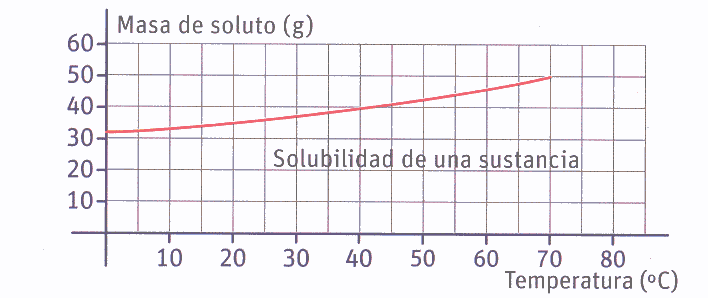 Masa de soluto (g)
60
50
40
30
20
10
Solubilidad de una sustancia
10 20 30 40 50 60 70 80
Temperatura (ºC)